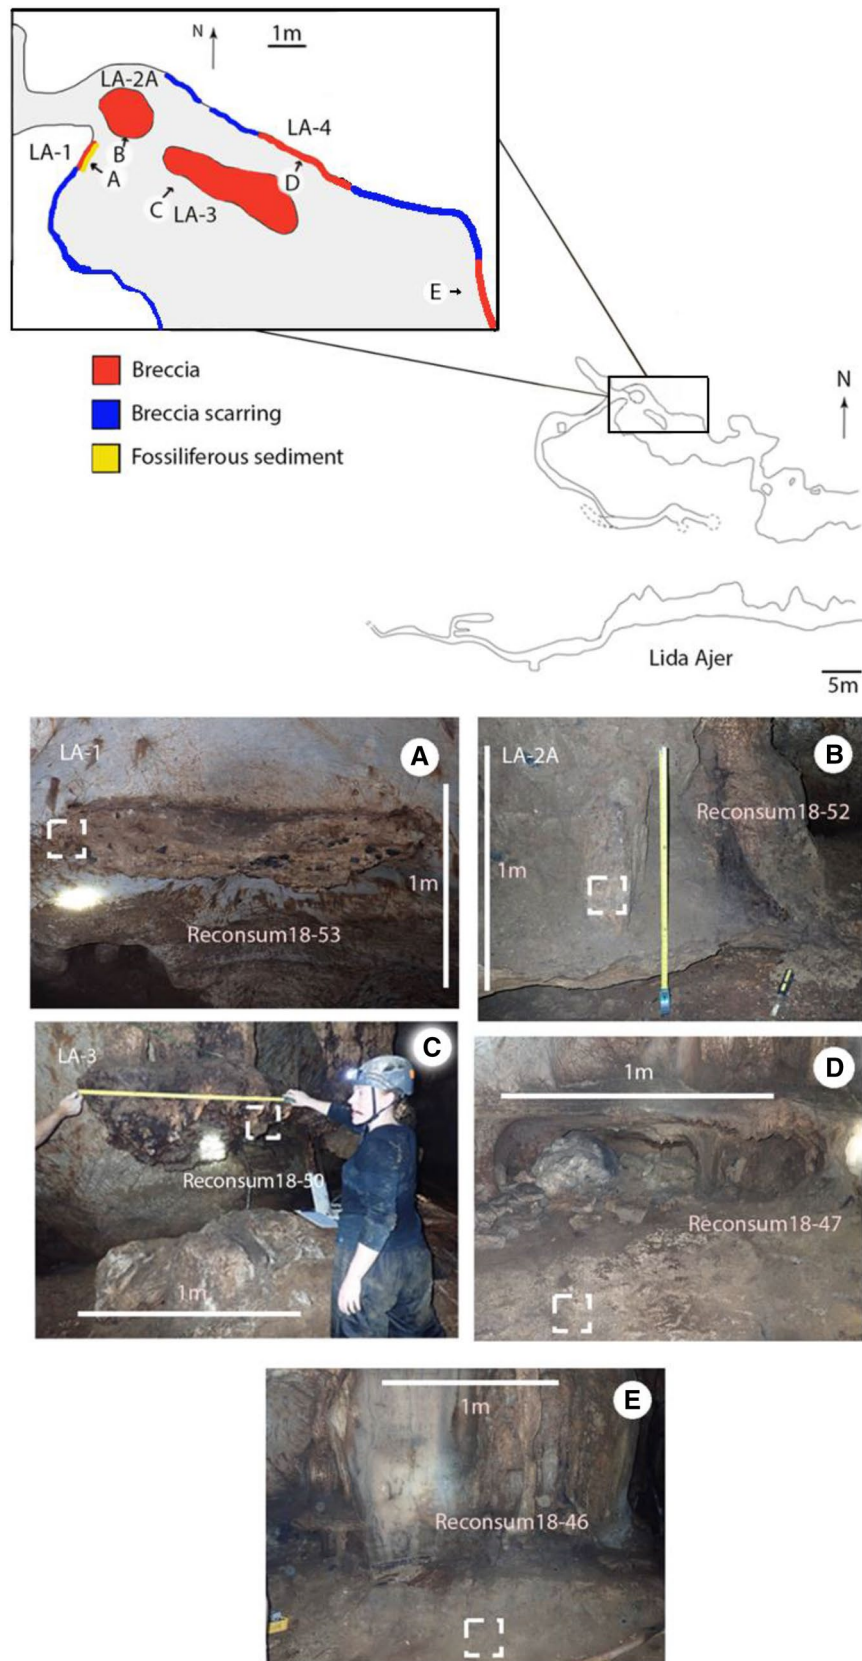 N
1m
LA-2A
LA-4
LA-1
B
A
D
C
LA-3
E
Breccia
Breccia scarring
Fossiliferous sediment
N
Lida Ajer
5m
LA-1
A
1m
Reconsum18-53
LA-2A
B
Reconsum18-52
1m
LA-3
C
Reconsum18-50
1m
D
1m
Reconsum18-47
E
1m
Reconsum18-46